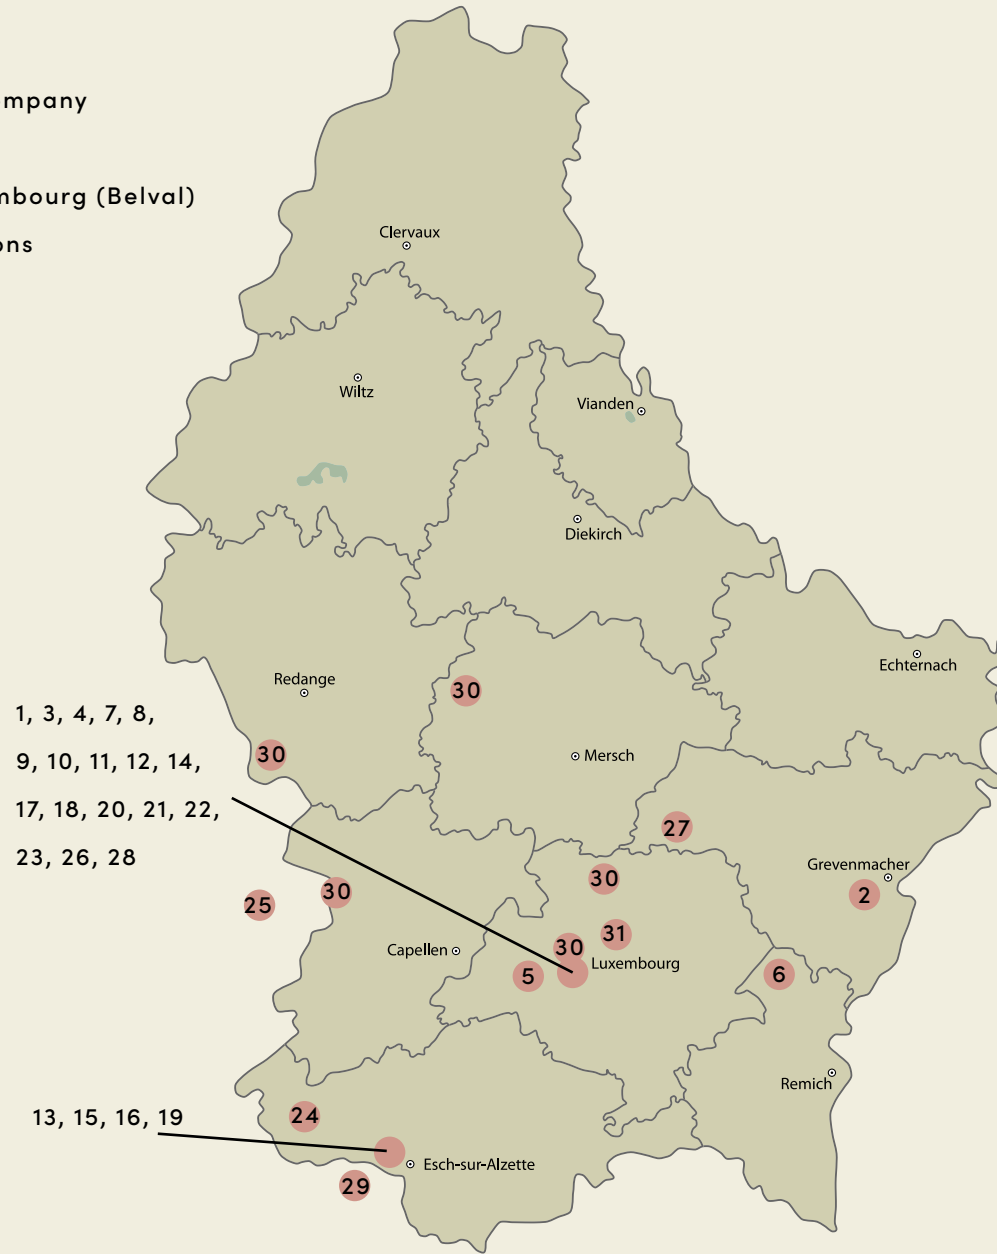 mpany
mbourg (Belval)
ons
Clervaux
Wiltz
Vianden
Diekirch
Echternach
Redange
30
1, 3, 4, 7, 8,
30
Mersch
9, 10, 11, 12, 14,
17, 18, 20, 21, 22,
27
23, 26, 28
Grevenmacher
30
30
2
25
31
30
Capellen
Luxembourg
5
6
Remich
13, 15, 16, 19
24
Esch-sur-Alzette
29